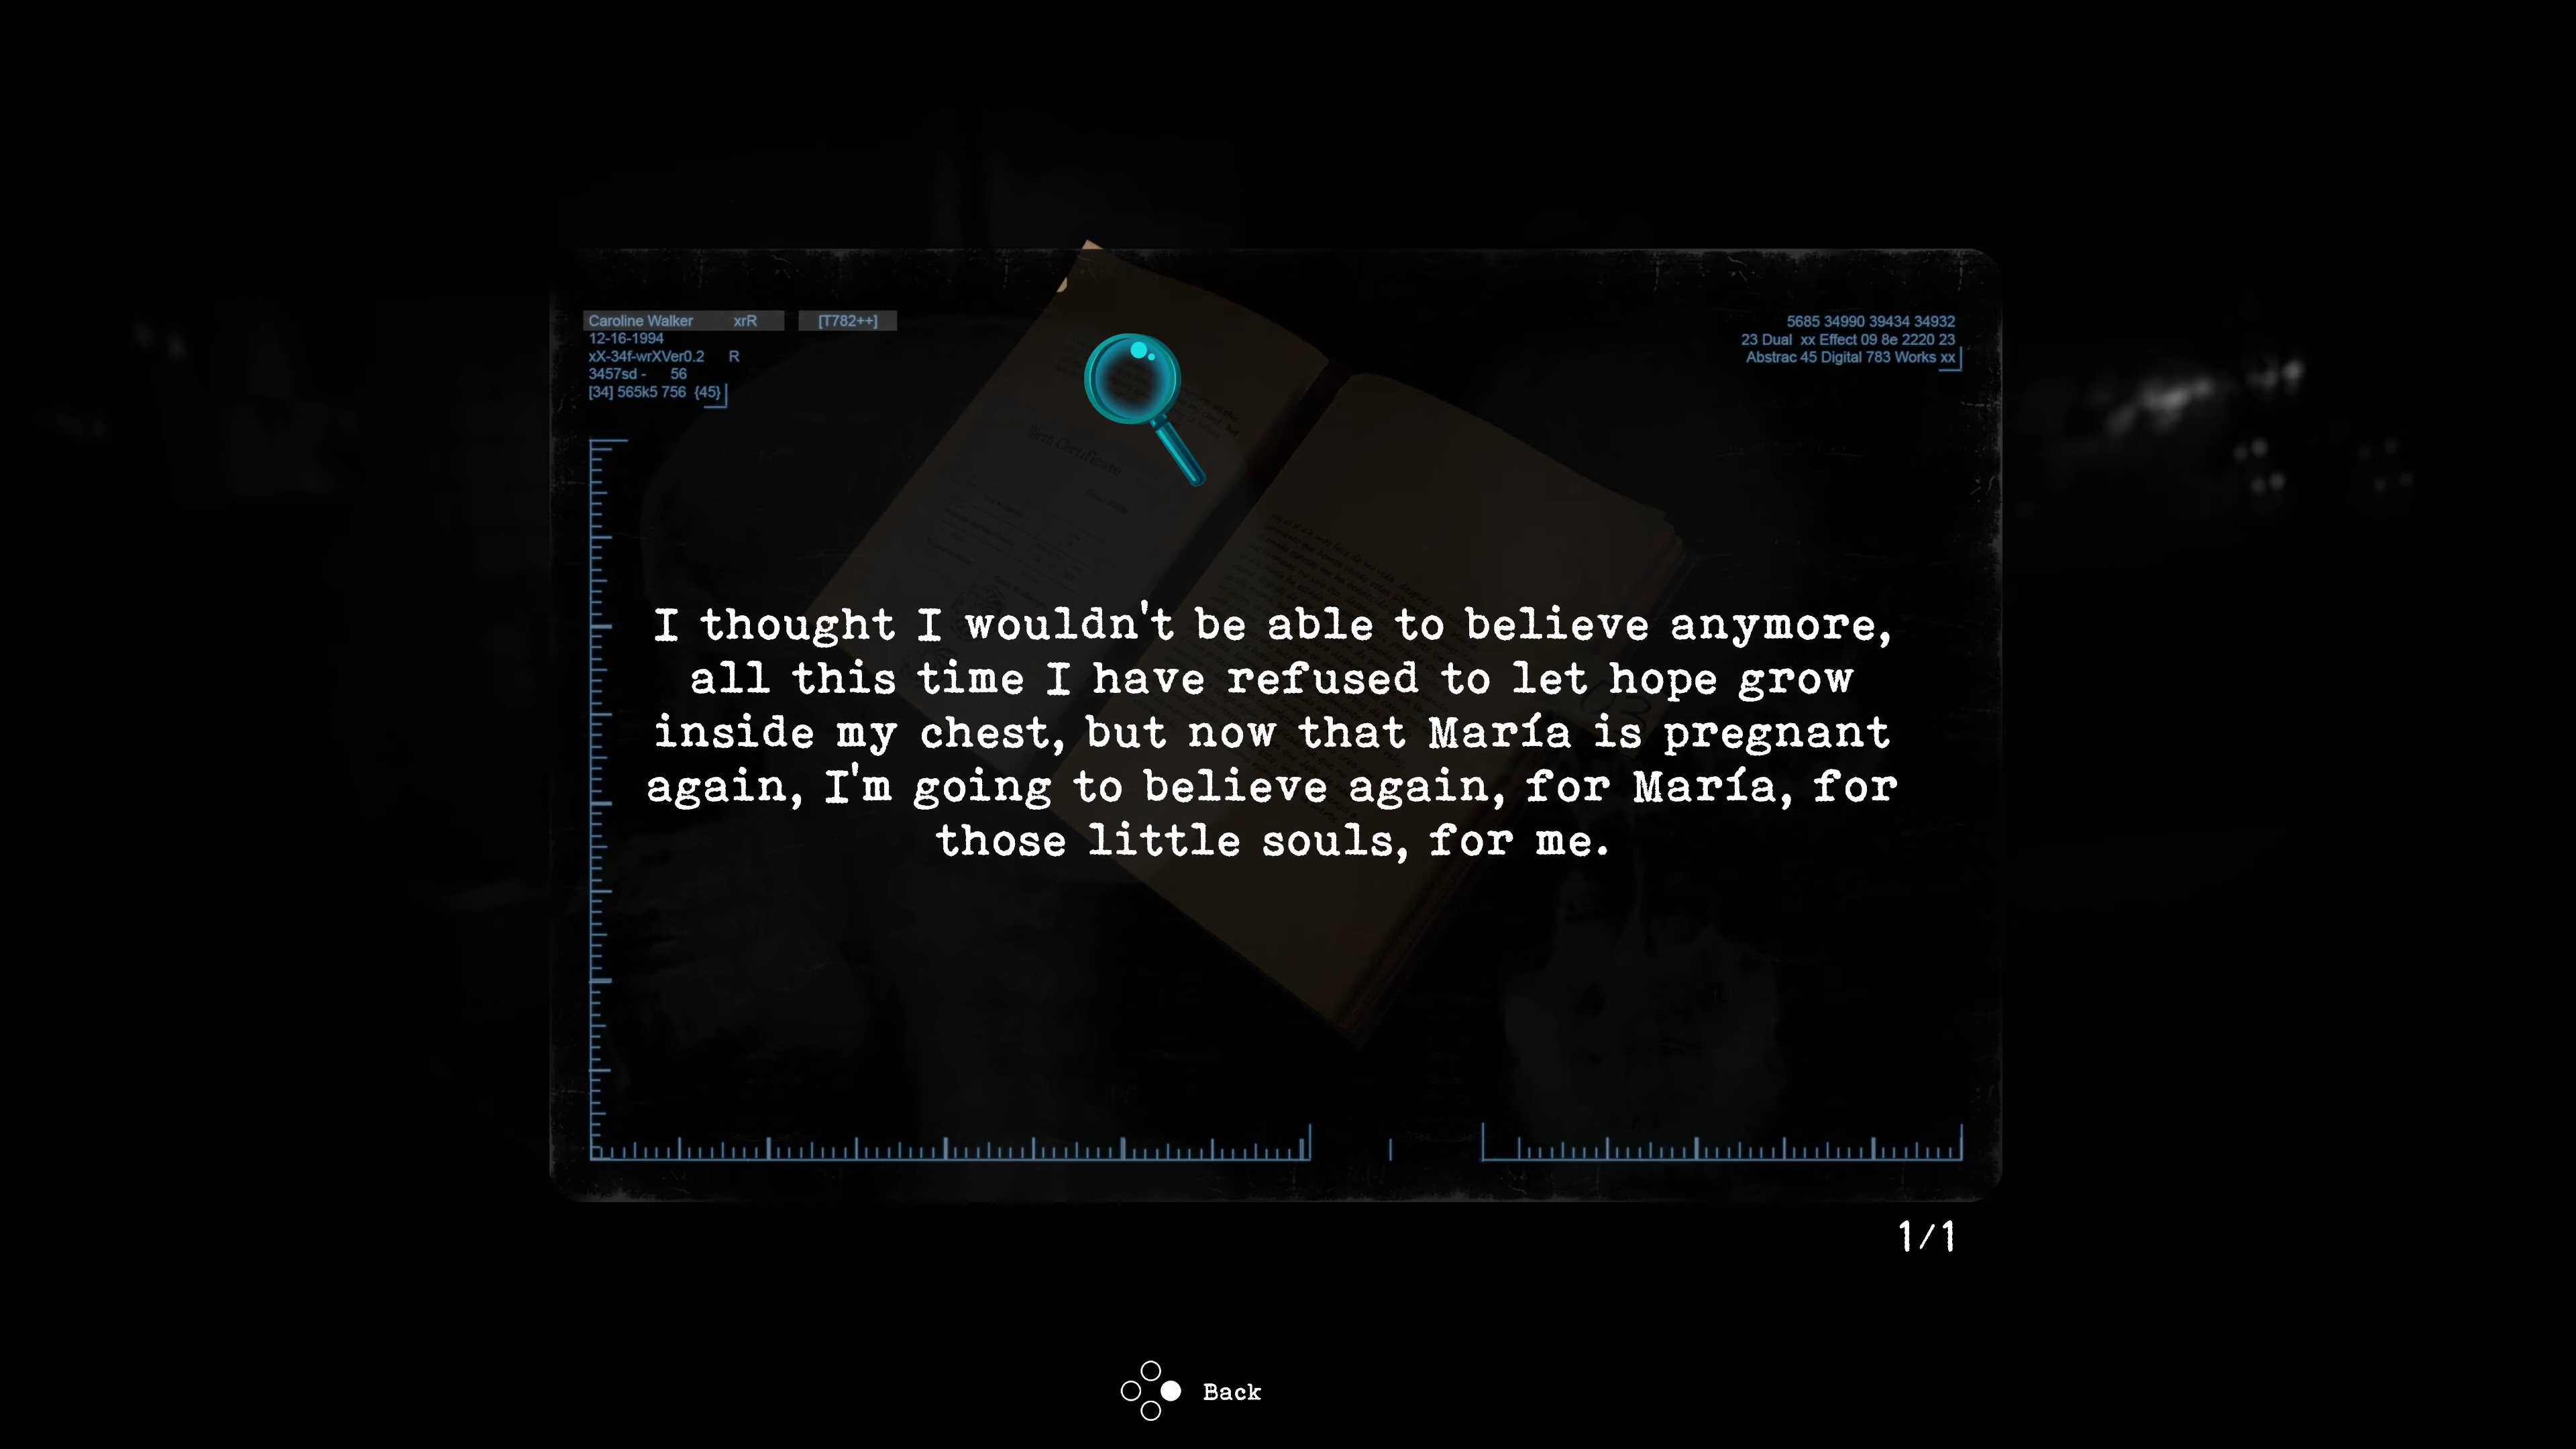 Caroline Walker xrR [T782++]
12-16-1994
xX-34f-wrXVer0.2 R
3457sd - 56
[34] 565k5 756 {45}
5685 34990 39434 34932
23 Dual xx Effect 09 8e 2220 23
Abstrac 45 Digital 783 Works xx
Birth Certificate
I thought I wouldn't be able to believe anymore,
all this time I have refused to let hope grow
inside my chest, but now that María is pregnant
again, I'm going to believe again, for María, for
those little souls, for me.
1/1
Back